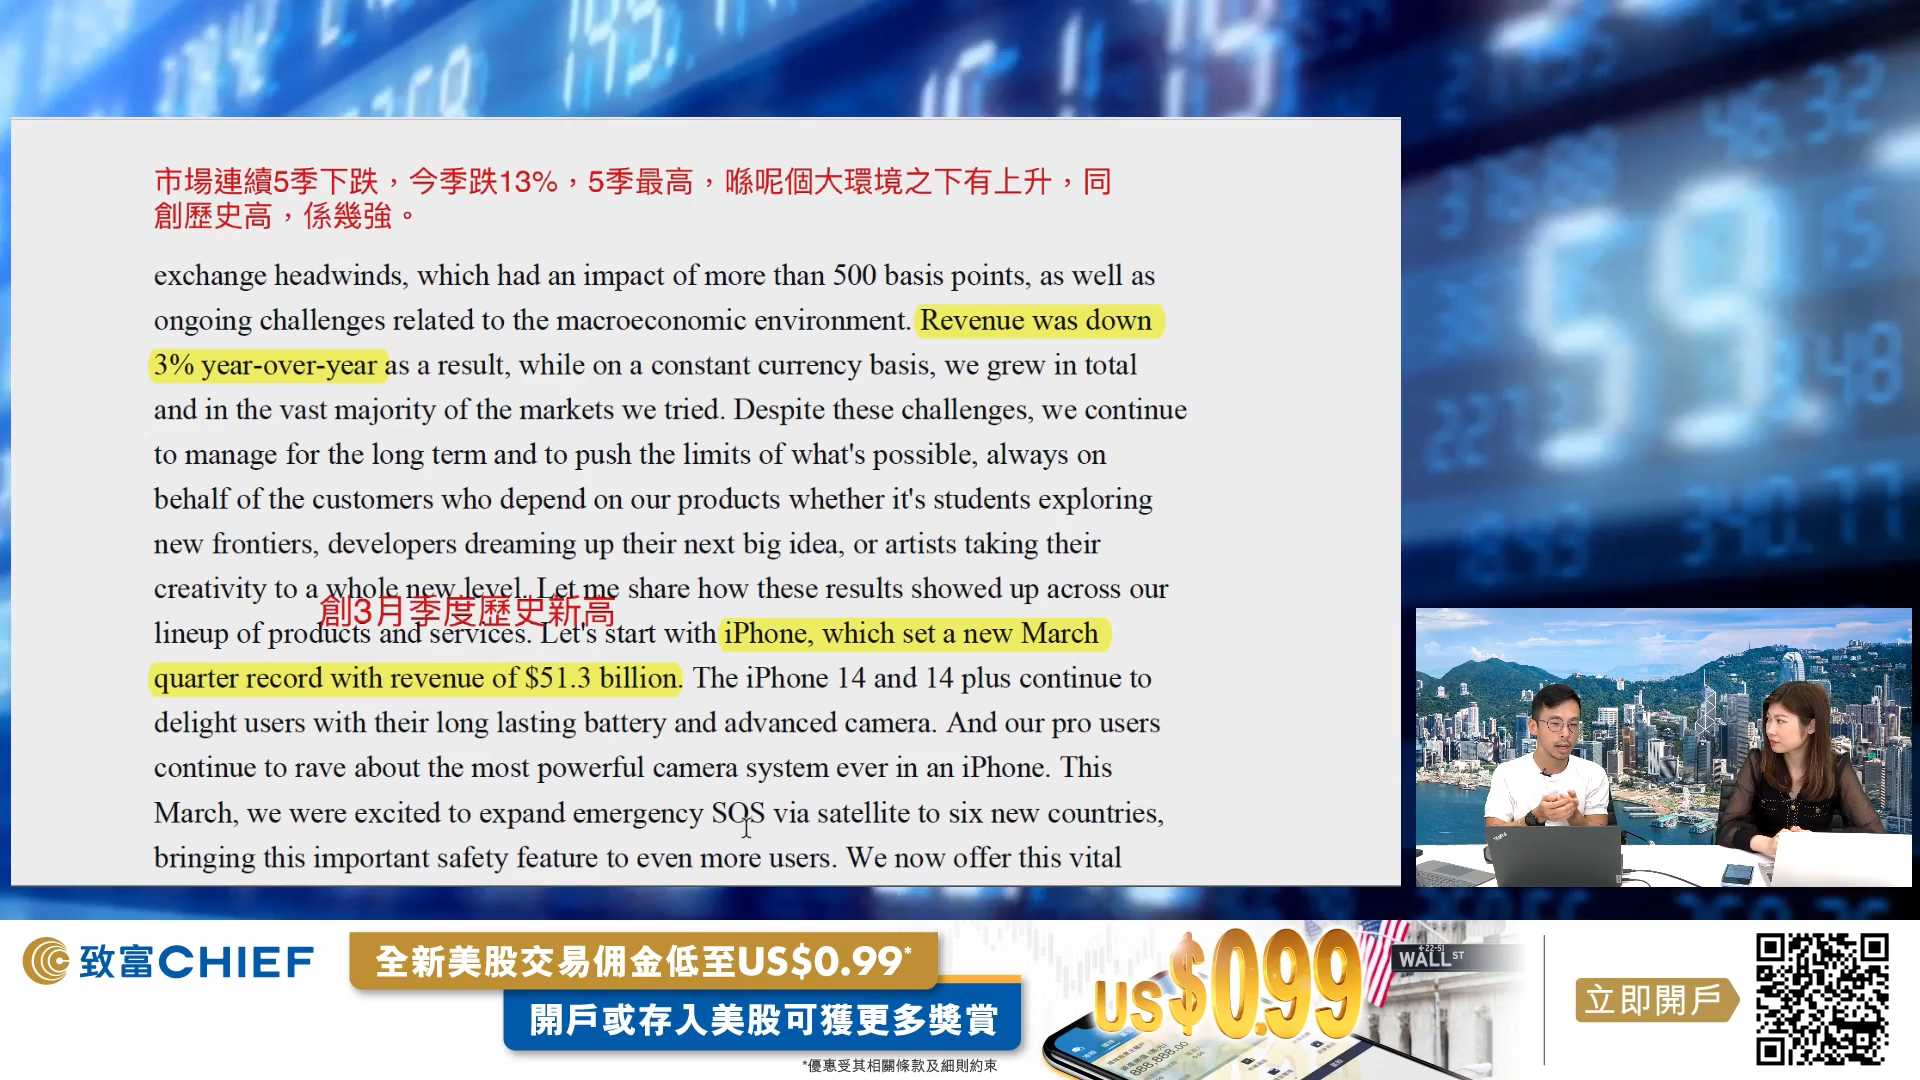 市場連續5季下跌，今季跌13%，5季最高，喺呢個大環境之下有上升，同
創歷史高，係幾強。
exchange headwinds, which had an impact of more than 500 basis points, as well as
ongoing challenges related to the macroeconomic environment. Revenue was down
3% year-over-year as a result, while on a constant currency basis, we grew in total
and in the vast majority of the markets we tried. Despite these challenges, we continue
to manage for the long term and to push the limits of what's possible, always on
behalf of the customers who depend on our products whether it's students exploring
new frontiers, developers dreaming up their next big idea, or artists taking their
creativity to a whole new level. Let me share how these results showed up across our
創3月季度歷史新高
lineup of products and services. Let's start with iPhone, which set a new March
quarter record with revenue of $51.3 billion. The iPhone 14 and 14 plus continue to
delight users with their long lasting battery and advanced camera. And our pro users
continue to rave about the most powerful camera system ever in an iPhone. This
March, we were excited to expand emergency SOS via satellite to six new countries,
bringing this important safety feature to even more users. We now offer this vital
致富CHIEF
全新美股交易佣金低至US$0.99*
開戶或存入美股可獲更多獎賞
*優惠受其相關條款及細則約束
US$0.99
WALL ST
立即開戶